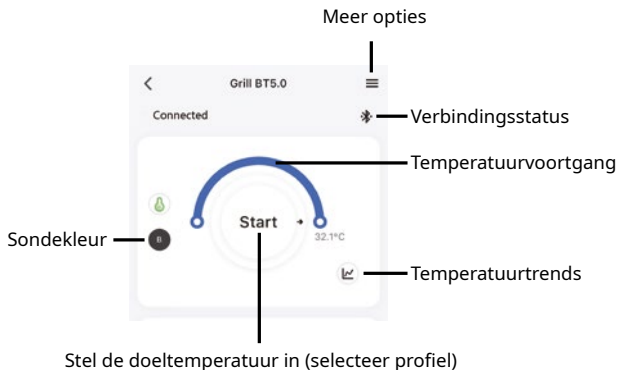 Meer opties
Grill BT5.0
Connected
Verbindingsstatus
Temperatuurvoortgang
Start
B
Sondekleur
32.1°C
Temperatuurtrends
Stel de doeltemperatuur in (selecteer profiel)